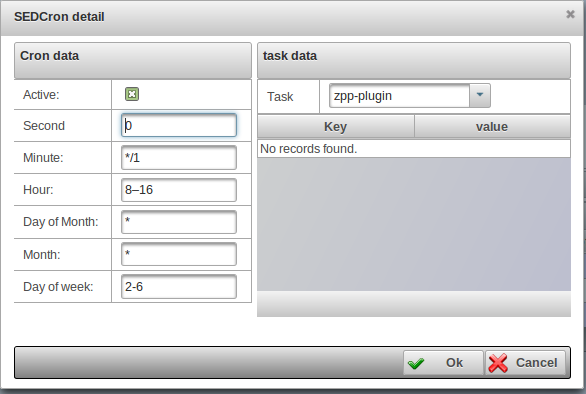 SEDCron detail
Cron data
Active:
Second 0
Minute: */1
Hour: 8–16
Day of Month: *
Month: *
Day of week: 2-6
task data
Task zpp-plugin
Key value
No records found.
Ok Cancel